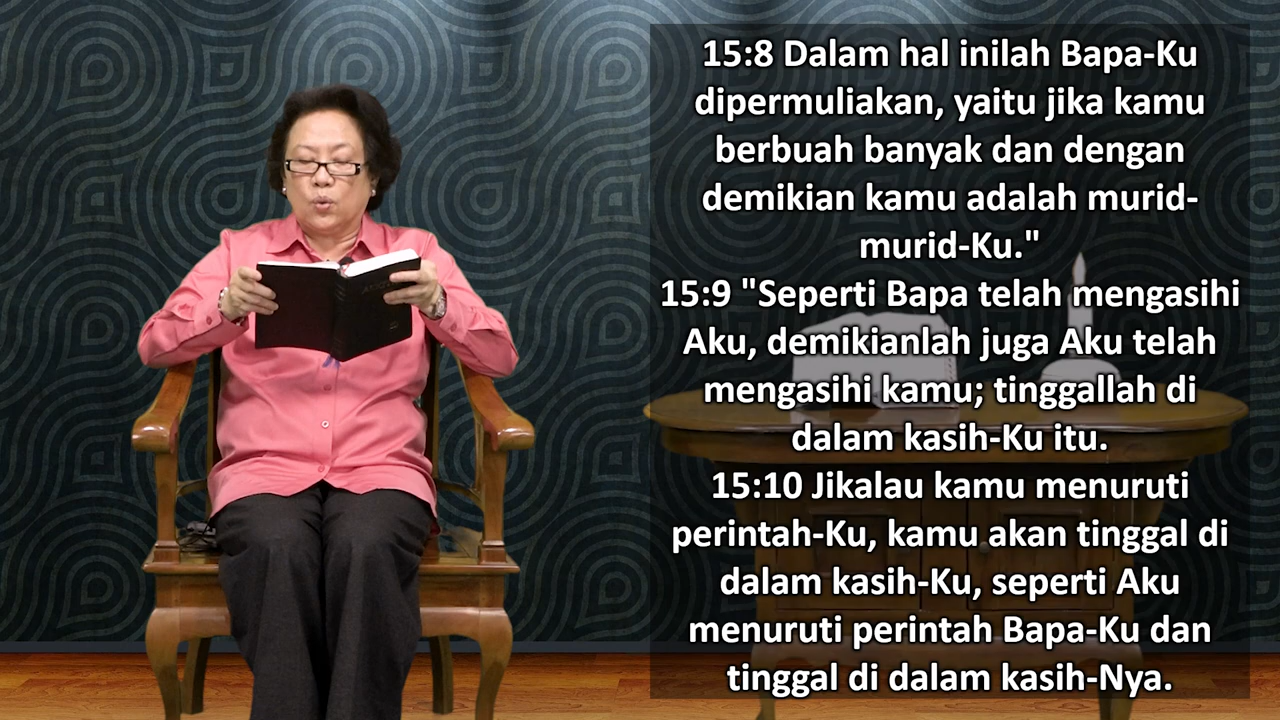 15:8 Dalam hal inilah Bapa-Ku
dipermuliakan, yaitu jika kamu
berbuah banyak dan dengan
demikian kamu adalah murid-
murid-Ku."
15:9 "Seperti Bapa telah mengasihi
Aku, demikianlah juga Aku telah
mengasihi kamu; tinggallah di
dalam kasih-Ku itu.
15:10 Jikalau kamu menuruti
perintah-Ku, kamu akan tinggal di
dalam kasih-Ku, seperti Aku
menuruti perintah Bapa-Ku dan
tinggal di dalam kasih-Nya.